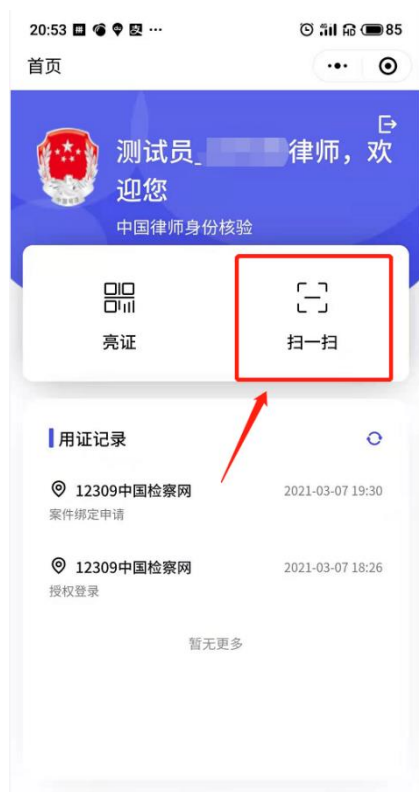 20:53 85
首页
测试员_ 律师，欢
迎您
中国律师身份核验
亮证
扫一扫
用证记录
12309中国检察网 2021-03-07 19:30
案件绑定申请
12309中国检察网 2021-03-07 18:26
授权登录
暂无更多